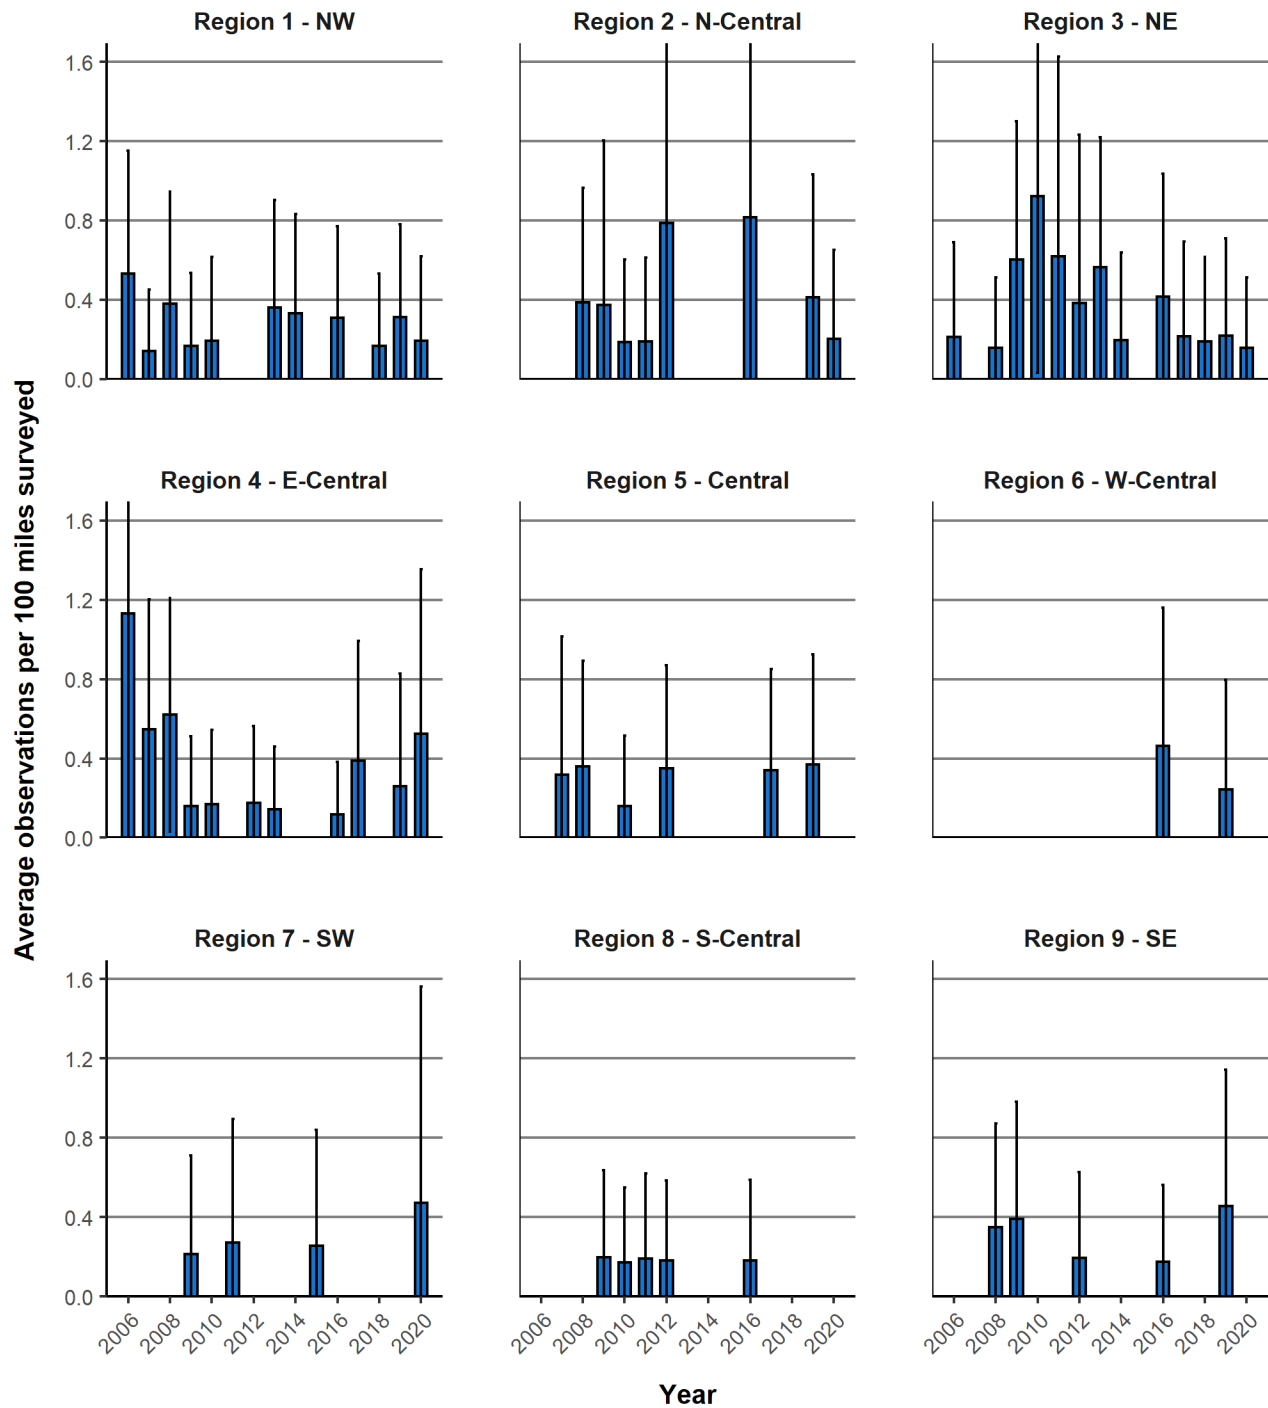 Region 1 - NW
Region 2 - N-Central
Region 3 - NE
1.6
1.2
0.8
0.4
0.0
Region 4 - E-Central
Region 5 - Central
Region 6 - W-Central
1.6
1.2
0.8
0.4
0.0
Average observations per 100 miles surveyed
Region 7 - SW
Region 8 - S-Central
Region 9 - SE
1.6
1.2
0.8
0.4
0.0
2006 2008 2010 2012 2014 2016 2018 2020
2006 2008 2010 2012 2014 2016 2018 2020
2006 2008 2010 2012 2014 2016 2018 2020
Year